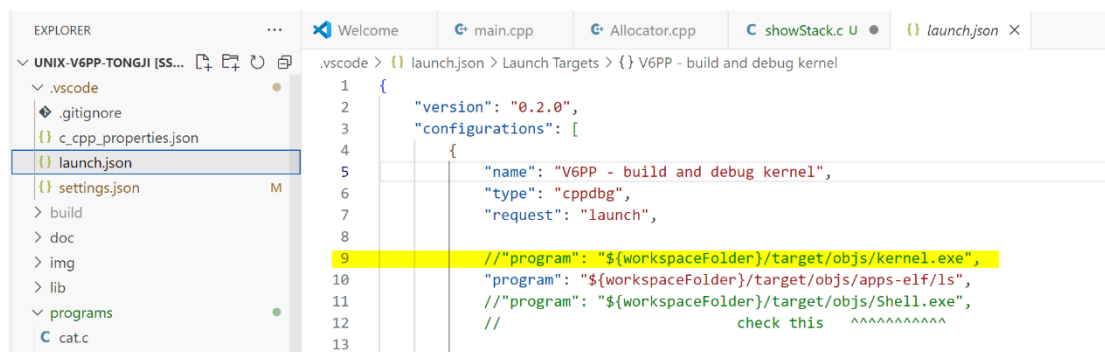 EXPLORER ...
UNIX-V6PP-TONGJI [SS...
.vscode
.gitignore
{} c_cpp_properties.json
{} launch.json
{} settings.json M
build
doc
img
lib
programs
C cat.c
Welcome main.cpp Allocator.cpp C showStack.c U {} launch.json
.vscode > {} launch.json > Launch Targets > {} V6PP - build and debug kernel
1 {
2 "version": "0.2.0",
3 "configurations": [
4 {
5 "name": "V6PP - build and debug kernel",
6 "type": "cppdbg",
7 "request": "launch",
8
9 //"program": "${workspaceFolder}/target/objs/kernel.exe",
10 "program": "${workspaceFolder}/target/objs/apps-elf/ls",
11 //"program": "${workspaceFolder}/target/objs/Shell.exe",
12 // check this ^^^^^^^^^^^
13